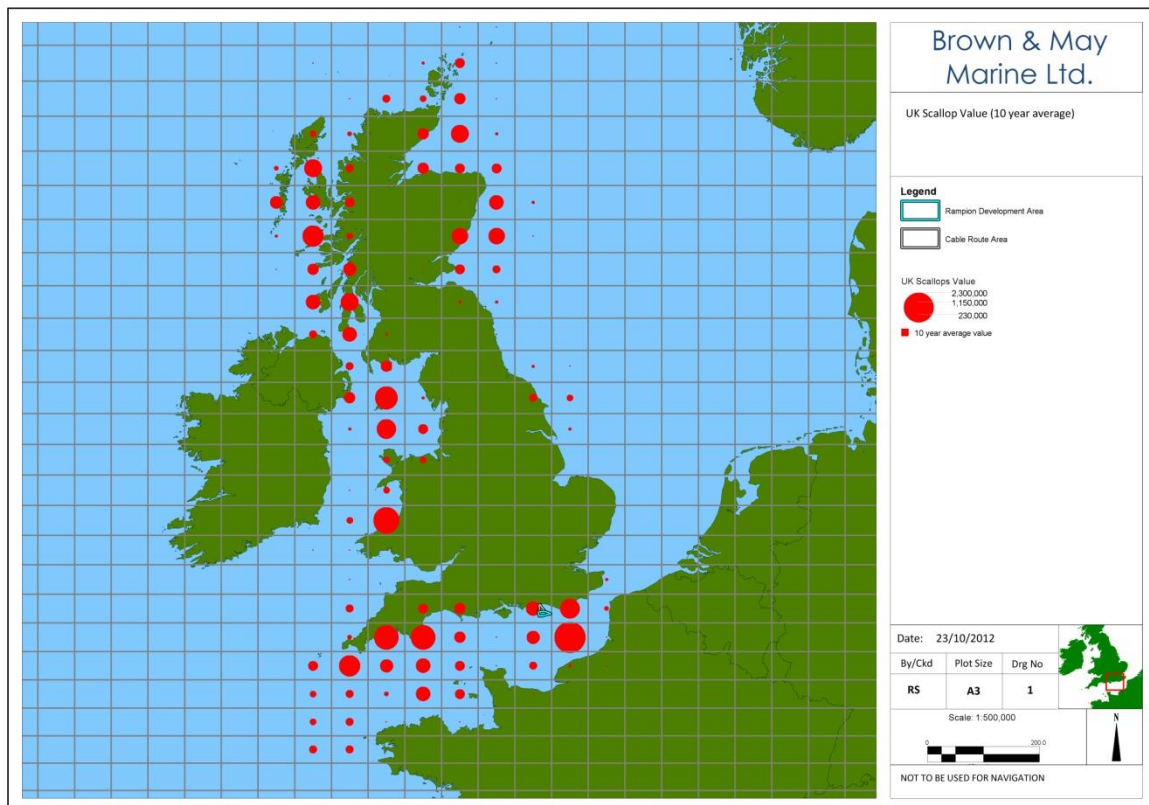 Brown & May
Marine Ltd.
UK Scallop Value (10 year average)
Legend
Rampion Development Area
Cable Route Area
UK Scallops Value
2,300,000
1,150,000
230,000
10 year average value
Date: 23/10/2012
By/Ckd Plot Size Drg No
RS A3 1
Scale: 1:500,000
N
0 200.0
NOT TO BE USED FOR NAVIGATION